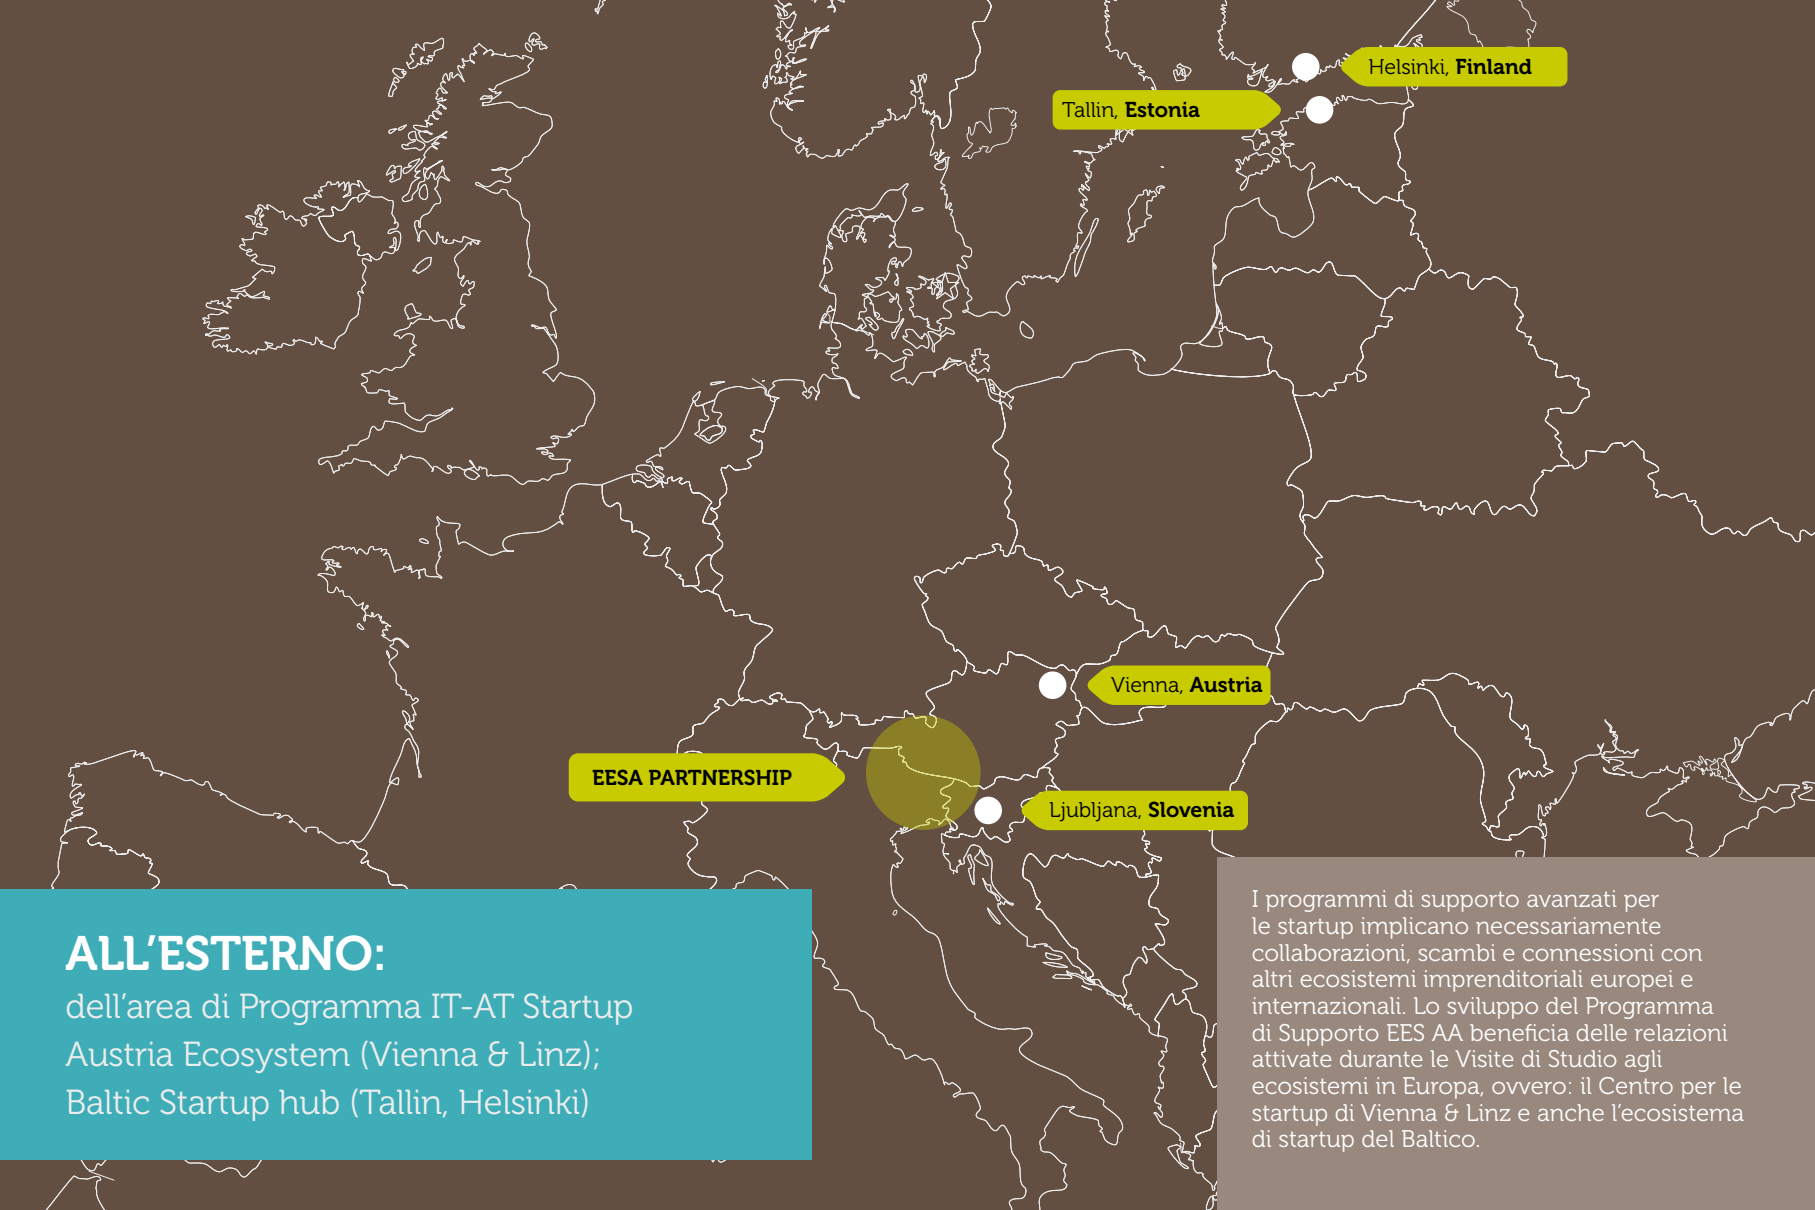 Helsinki, Finland
Tallin, Estonia
Vienna, Austria
EESA PARTNERSHIP
Ljubljana, Slovenia
ALL’ESTERNO:
dell’area di Programma IT-AT Startup
Austria Ecosystem (Vienna & Linz);
Baltic Startup hub (Tallin, Helsinki)
I programmi di supporto avanzati per
le startup implicano necessariamente
collaborazioni, scambi e connessioni con
altri ecosistemi imprenditoriali europei e
internazionali. Lo sviluppo del Programma
di Supporto EES AA beneficia delle relazioni
attivate durante le Visite di Studio agli
ecosistemi in Europa, ovvero: il Centro per le
startup di Vienna & Linz e anche l’ecosistema
di startup del Baltico.